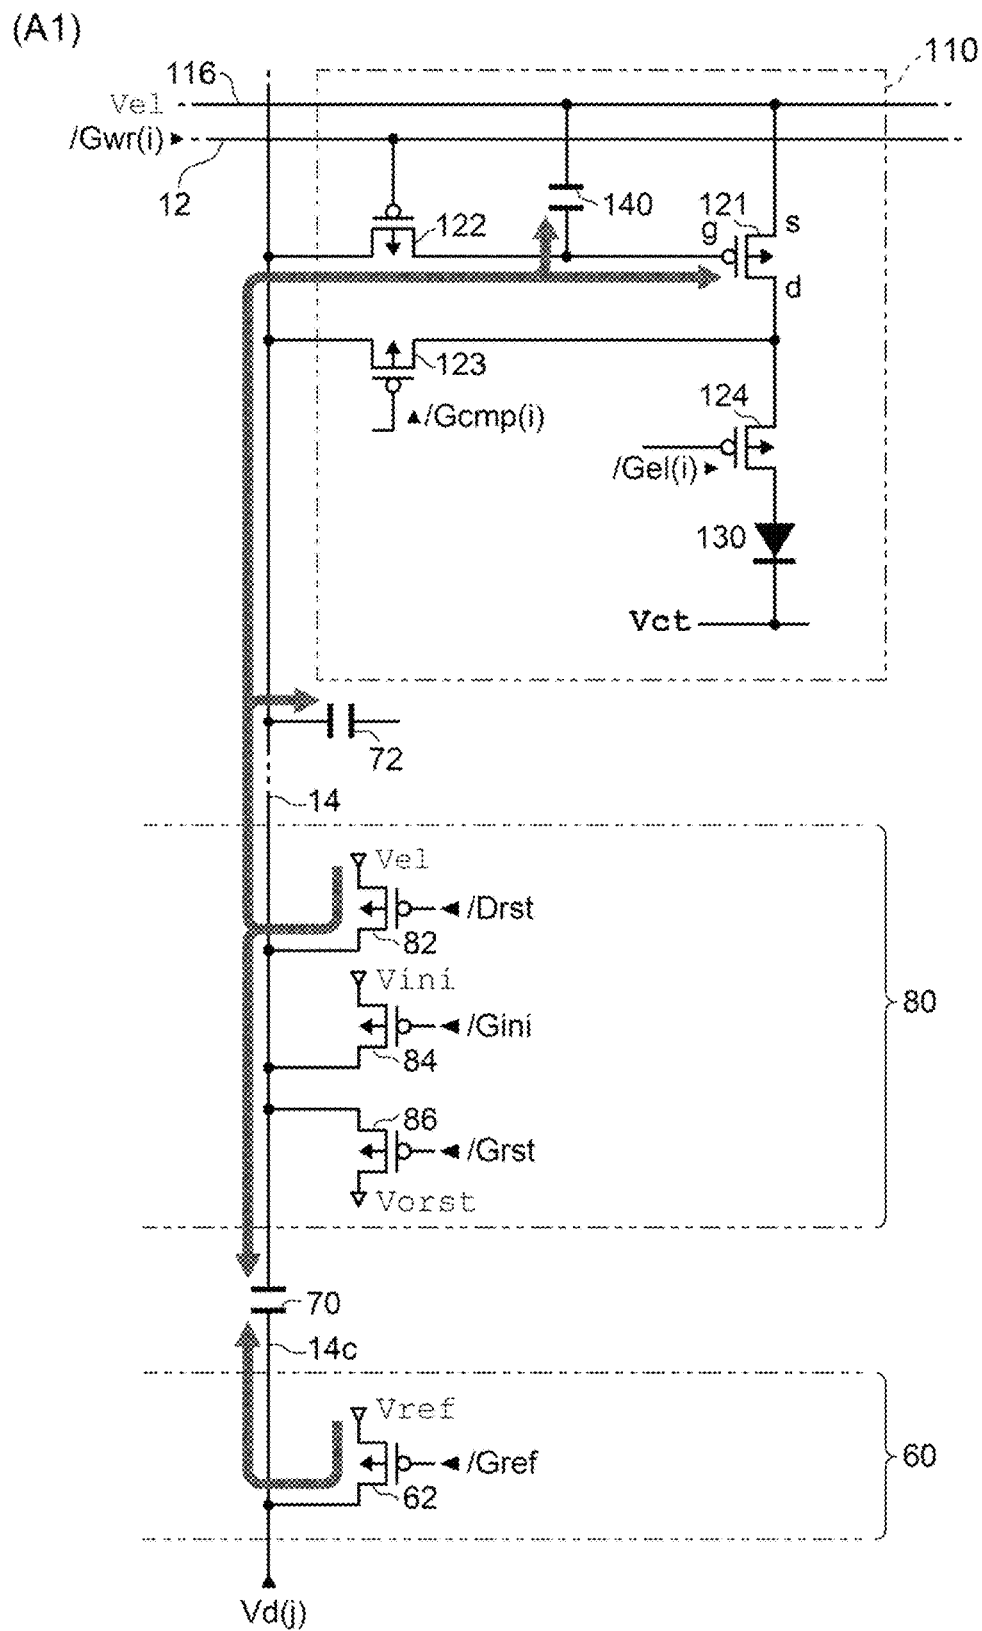 (A1)
110
116
Vel
/Gwr(i)
12
140
121
s
g
122
d
123
124
/Gcmp(i)
/Gel(i)
130
Vct
72
14
Vel
/Drst
82
Vini
80
/Gini
84
86
/Grst
Vorst
70
14c
Vref
60
/Gref
62
Vd(j)